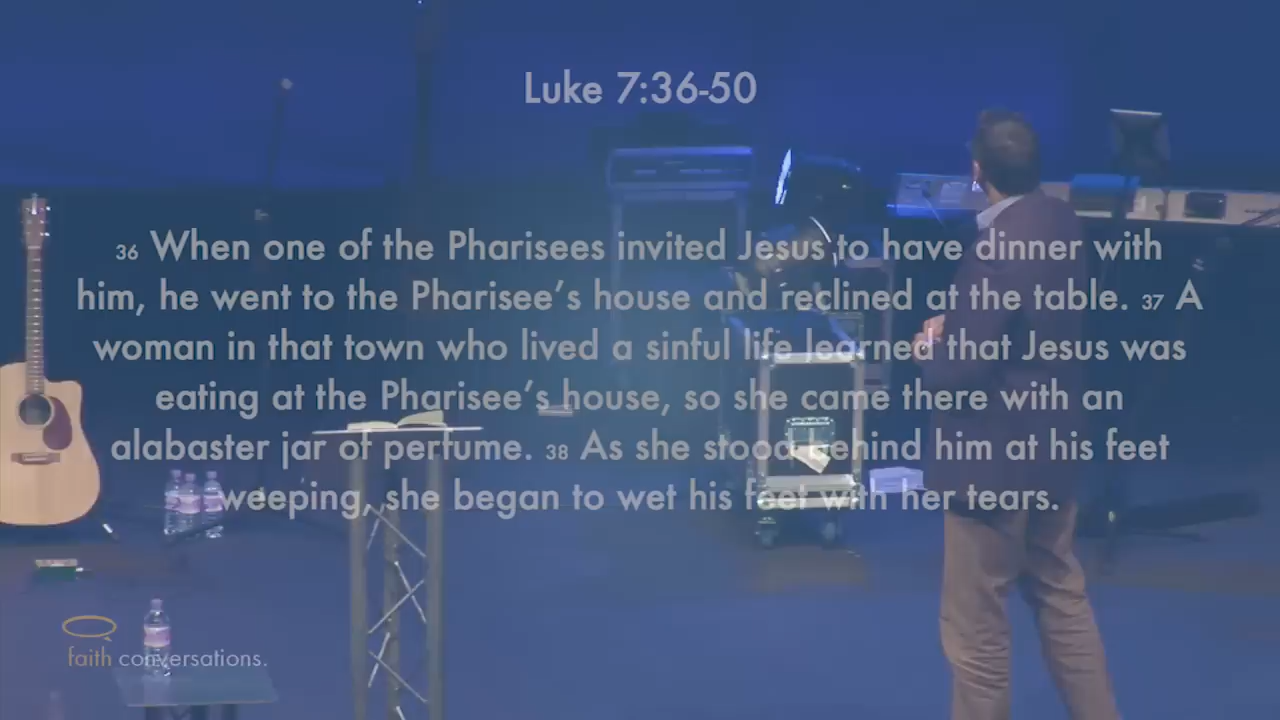 Luke 7:36-50
36 When one of the Pharisees invited Jesus to have dinner with
him, he went to the Pharisee’s house and reclined at the table. 37 A
woman in that town who lived a sinful life learned that Jesus was
eating at the Pharisee’s house, so she came there with an
alabaster jar of perfume. 38 As she stood behind him at his feet
weeping, she began to wet his feet with her tears.
faith conversations.